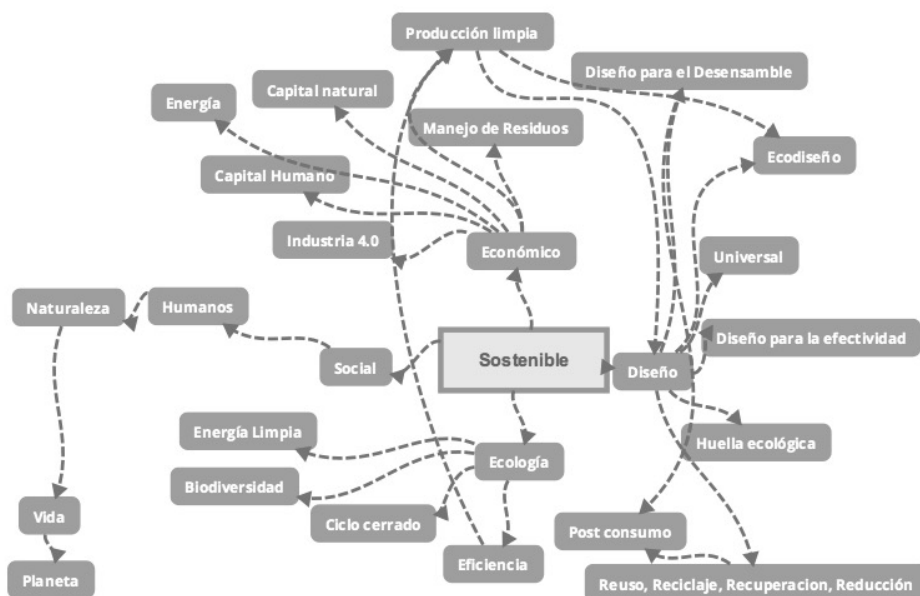 Producción limpia
Diseño para el Desensamble
Capital natural
Energía
Manejo de Residuos
Ecodiseño
Capital Humano
Industria 4.0
Económico
Universal
Naturaleza
Humanos
Diseño para la efectividad
Sostenible
Social
Diseño
Energía Limpia
Huella ecológica
Ecología
Biodiversidad
Vida
Ciclo cerrado
Post consumo
Eficiencia
Planeta
Reuso, Reciclaje, Recuperacion, Reducción